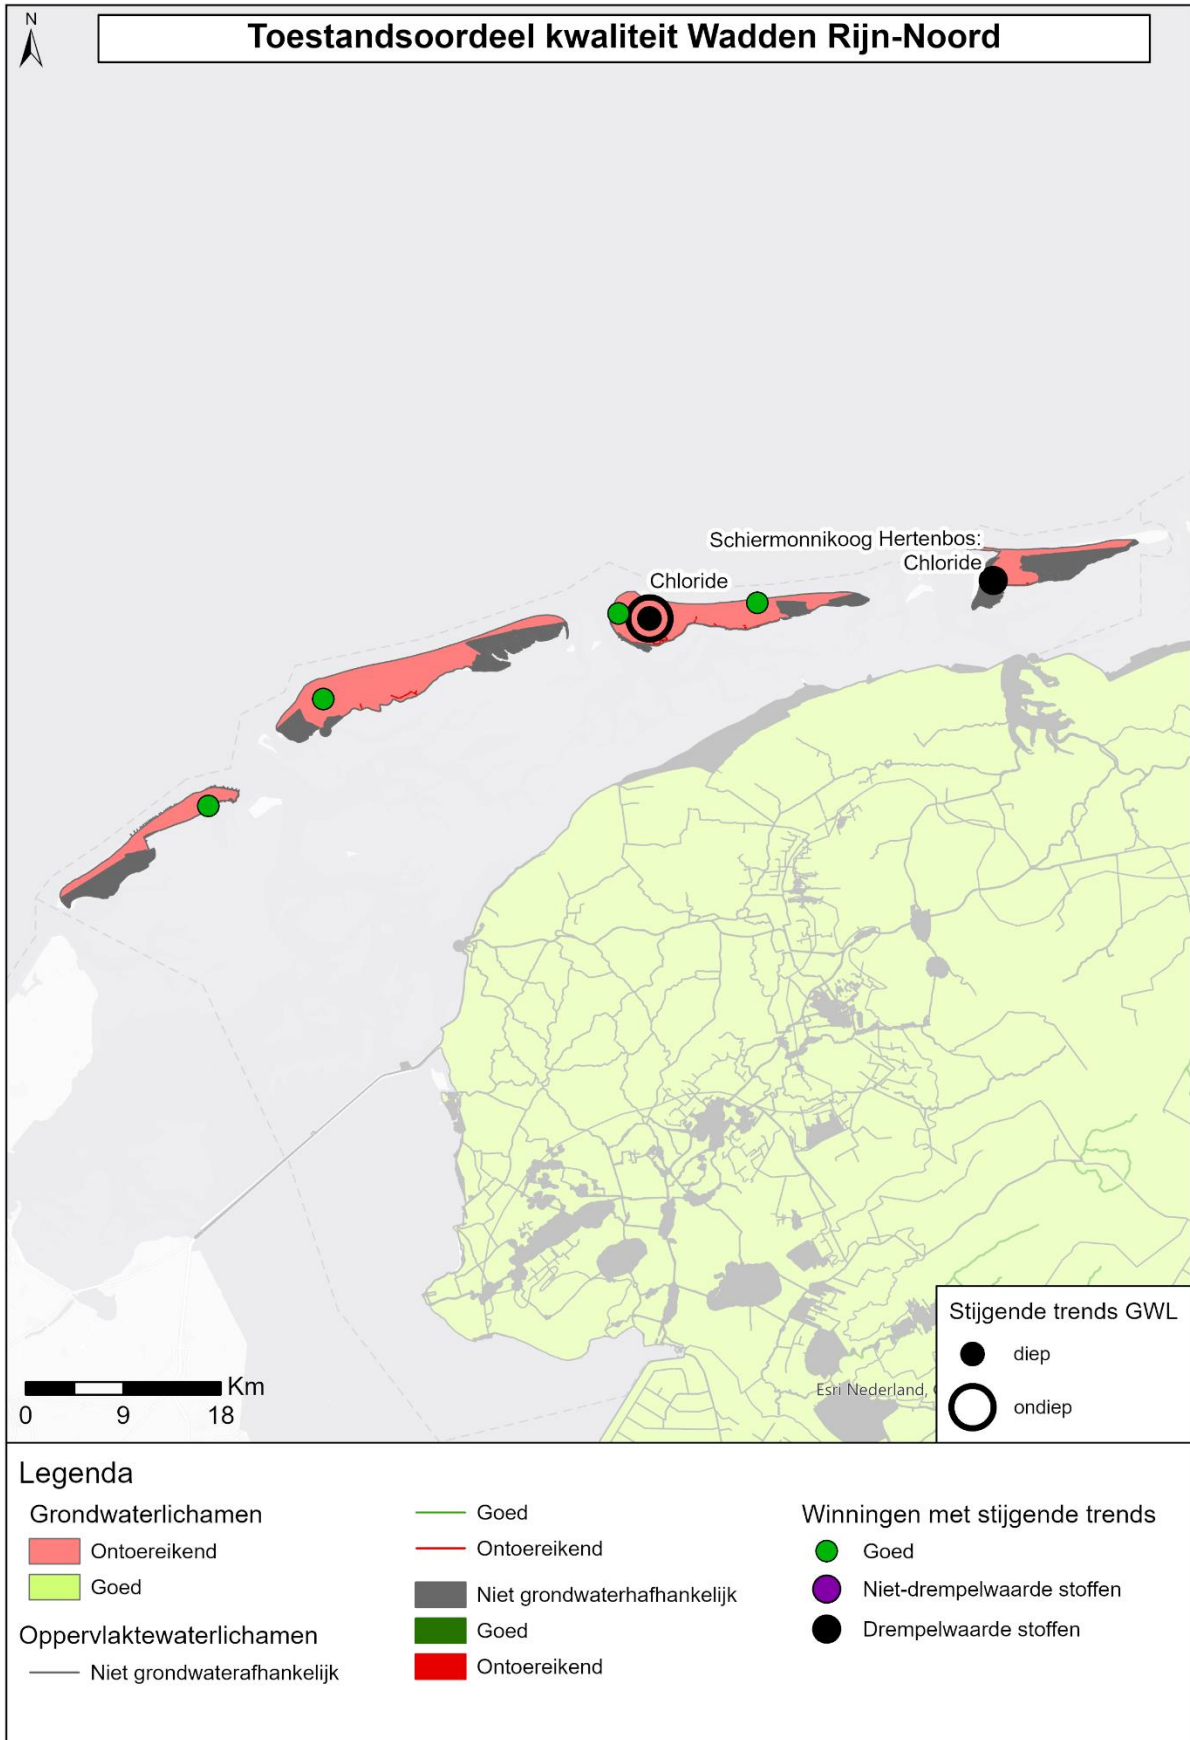 N
Toestandsoordeel kwaliteit Wadden Rijn-Noord
Schiermonnikoog Hertenbos:
Chloride
Chloride
Stijgende trends GWL
diep
ondiep
Esri Nederland,
Km
0 9 18
Legenda
Grondwaterlichamen
Ontoereikend
Goed
Oppervlaktewaterlichamen
Niet grondwaterafhankelijk
Goed
Ontoereikend
Niet grondwaterhafhankelijk
Goed
Ontoereikend
Winningen met stijgende trends
Goed
Niet-drempelwaarde stoffen
Drempelwaarde stoffen